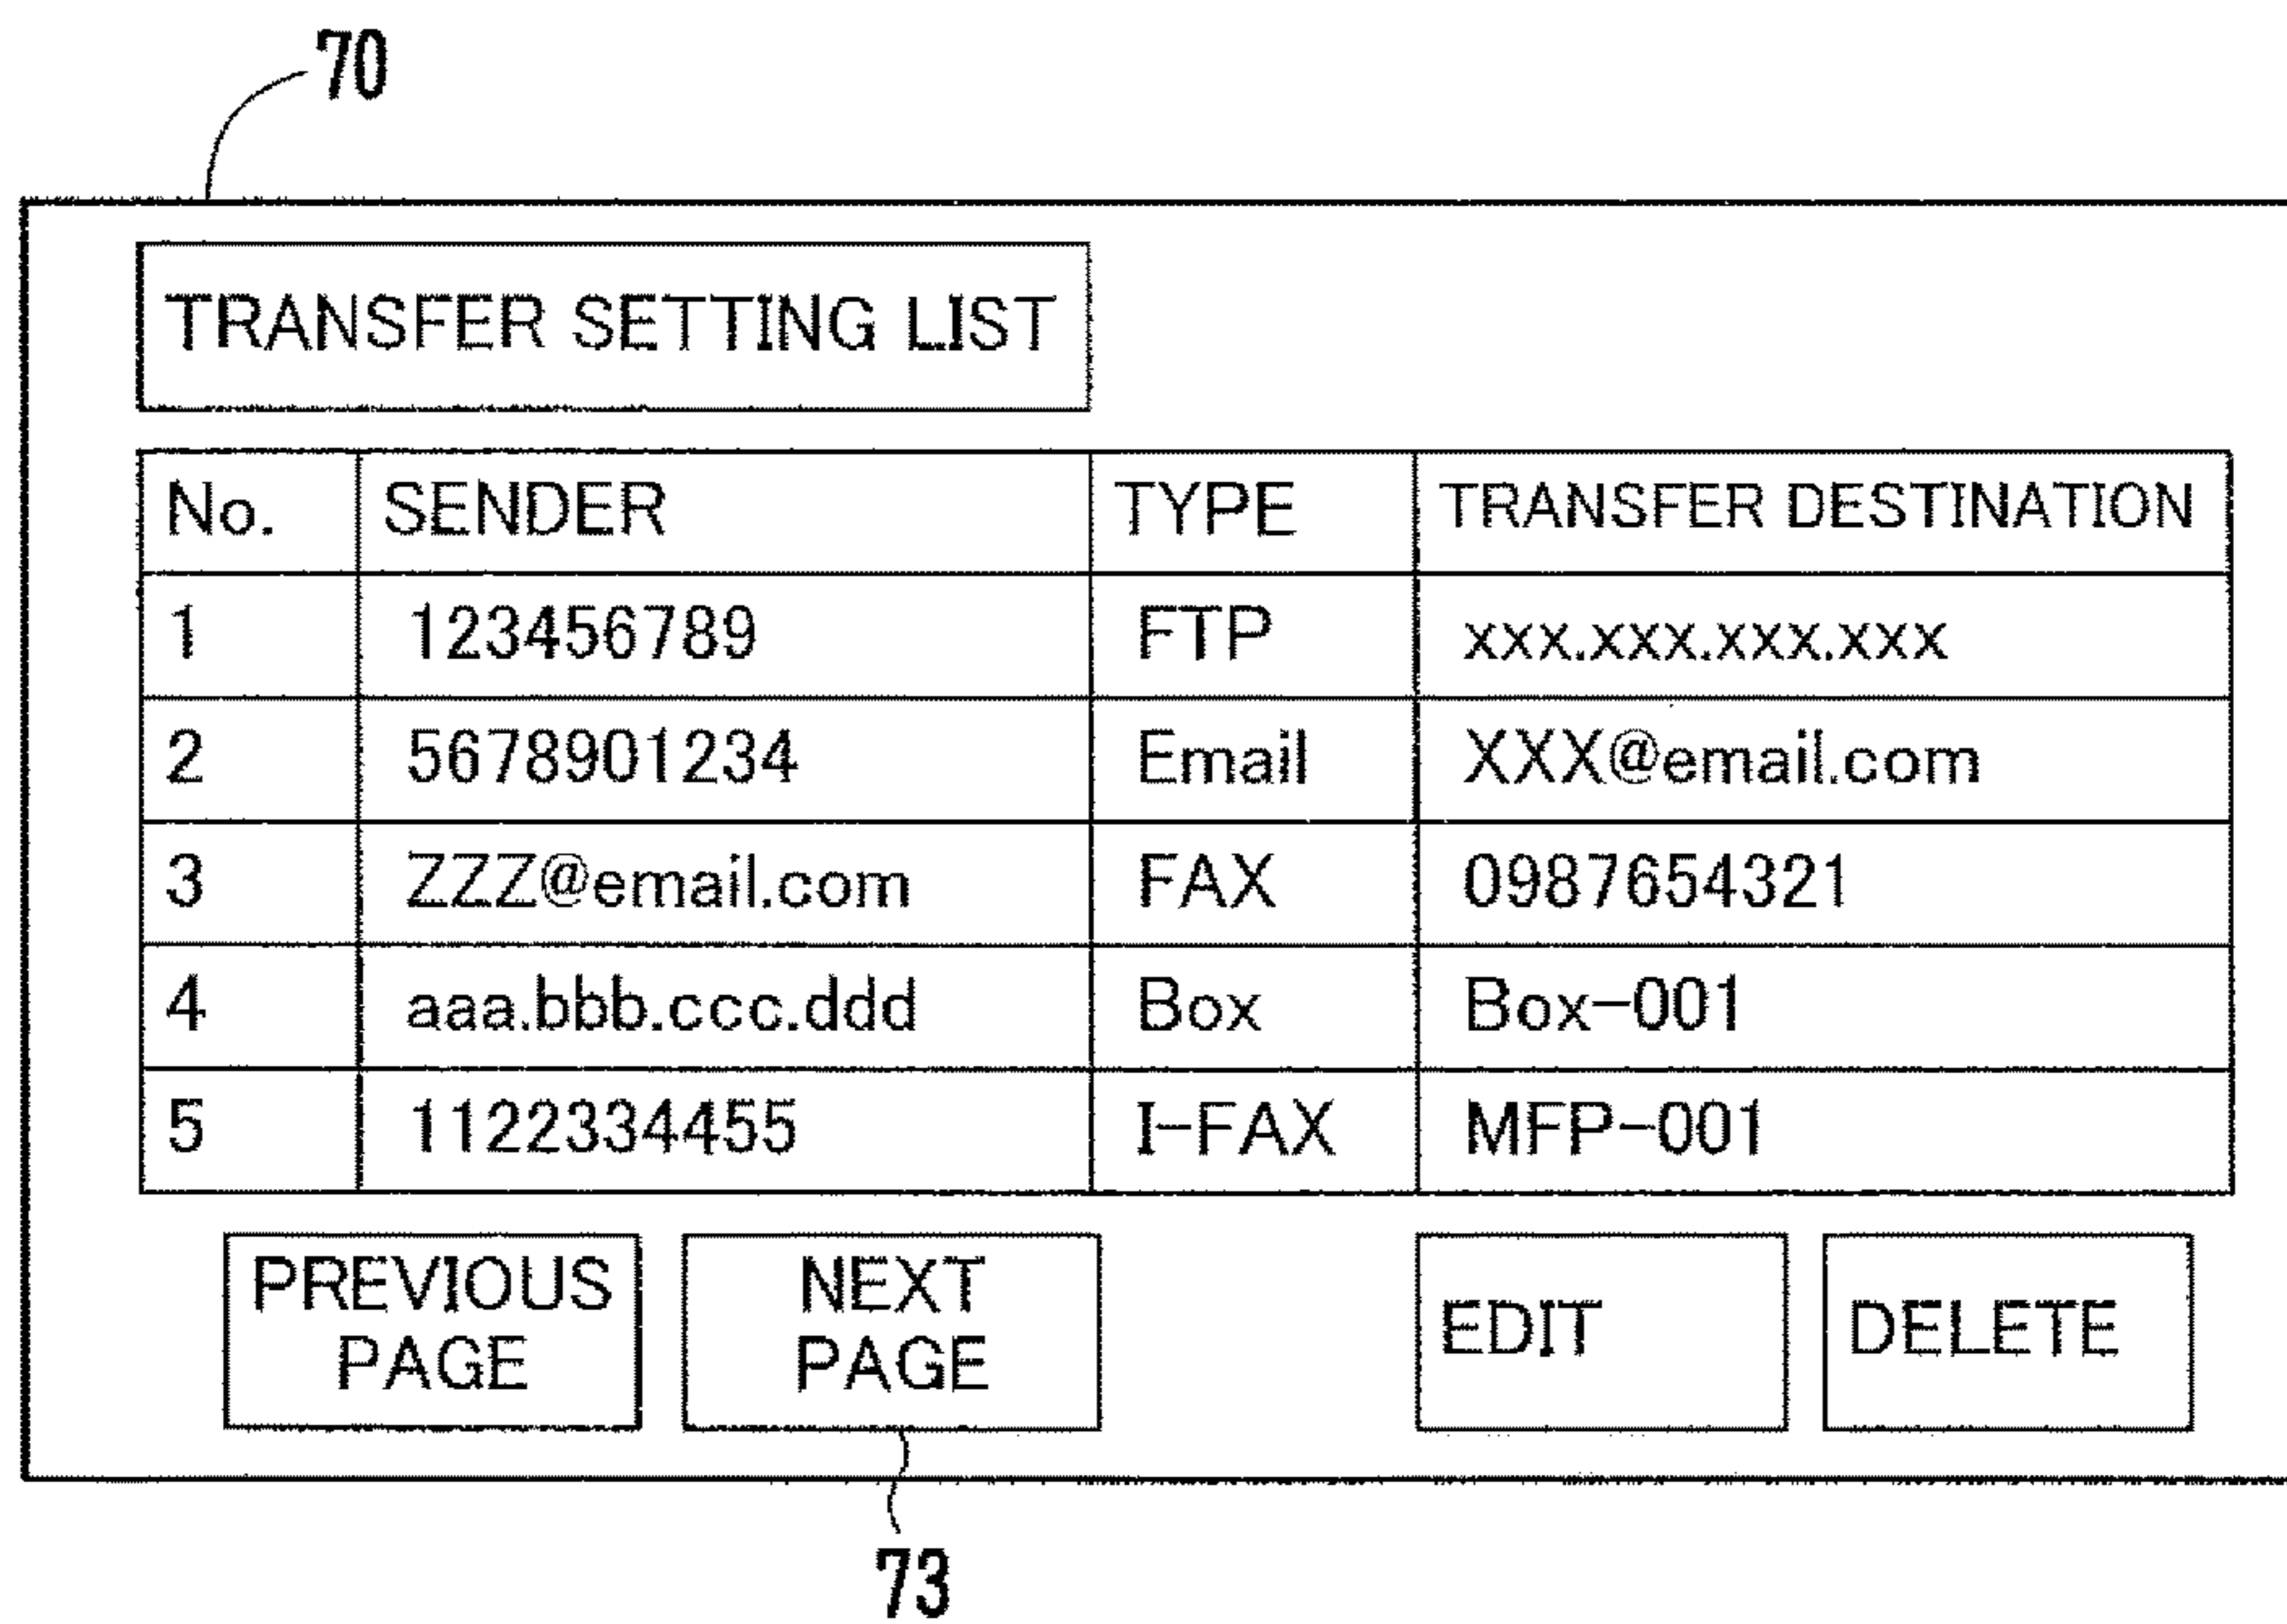 70
TRANSFER SETTING LIST
No. SENDER TYPE TRANSFER DESTINATION
1 123456789 FTP xxx.xxx.xxx.xxx
2 5678901234 Email XXX@email.com
3 ZZZ@email.com FAX 0987654321
4 aaa.bbb.ccc.ddd Box Box-001
5 1122334455 I-FAX MFP-001
PREVIOUS PAGE
NEXT PAGE
EDIT
DELETE
73